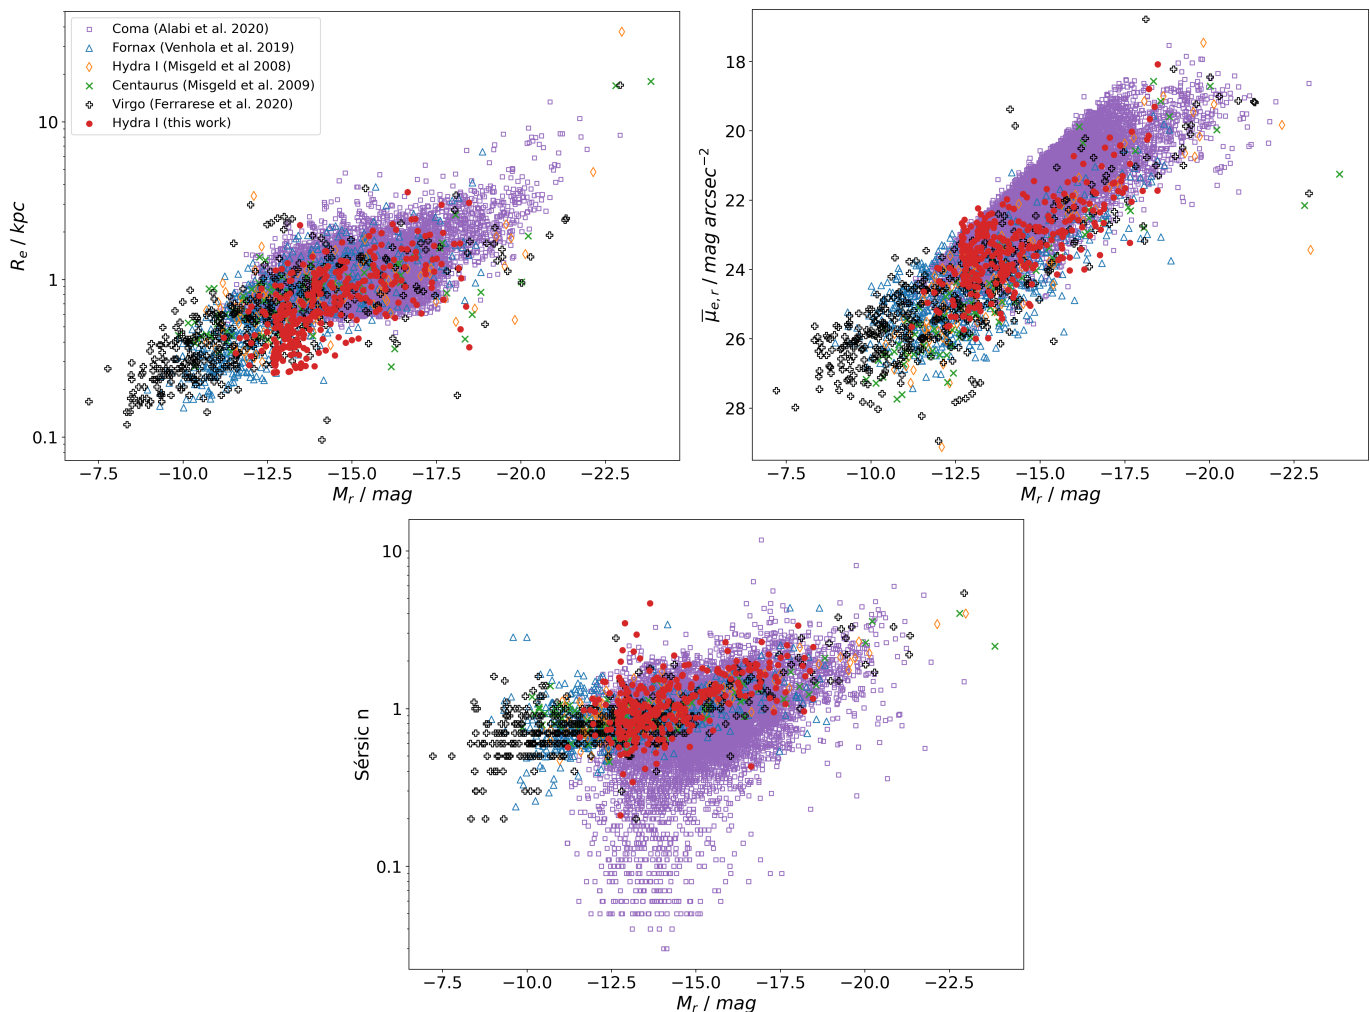 Coma (Alabi et al. 2020)
Fornax (Venhola et al. 2019)
Hydra I (Misgeld et al 2008)
Centaurus (Misgeld et al. 2009)
Virgo (Ferrarese et al. 2020)
Hydra I (this work)
10
1
0.1
R_e / kpc
−7.5 −10.0 −12.5 −15.0 −17.5 −20.0 −22.5
M_r / mag
18
20
22
24
26
28
μ̅_{e,r} / mag arcsec⁻²
−7.5 −10.0 −12.5 −15.0 −17.5 −20.0 −22.5
M_r / mag
10
1
0.1
Sérsic n
−7.5 −10.0 −12.5 −15.0 −17.5 −20.0 −22.5
M_r / mag